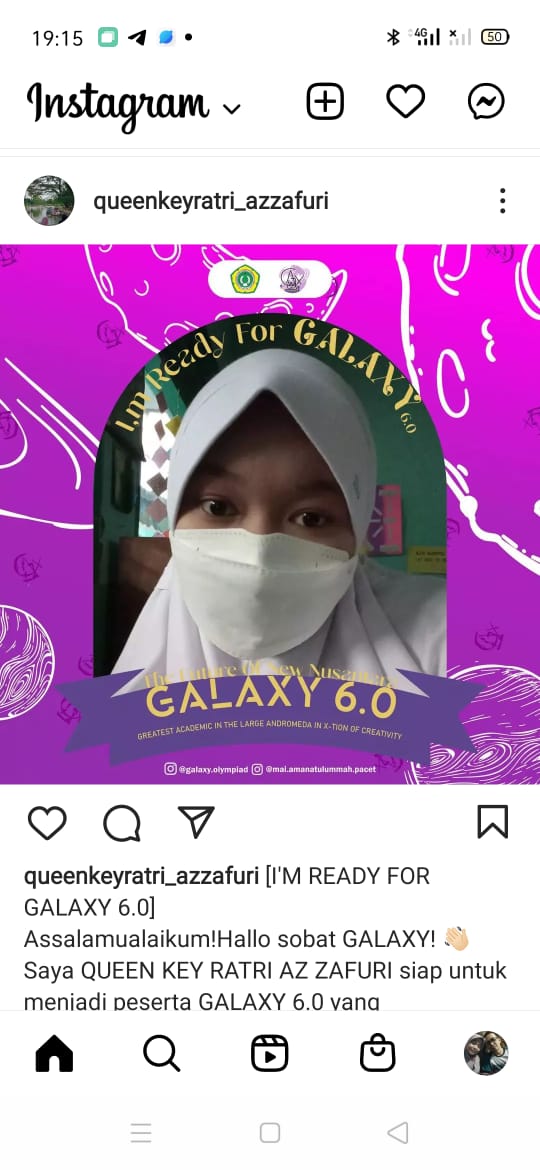 19:15
4G
50
Instagram
queenkeyratri_azzafuri
I,m Ready For GALAXY 6.0
The Future Of New Nusantara
GALAXY 6.0
GREATEST ACADEMIC IN THE LARGE ANDROMEDA IN X-TION OF CREATIVITY
@galaxy.olympiad @mai.amanatulummah.pacet
queenkeyratri_azzafuri [I'M READY FOR
GALAXY 6.0]
Assalamualaikum!Hallo sobat GALAXY! 👋🏻
Saya QUEEN KEY RATRI AZ ZAFURI siap untuk
menjadi peserta GALAXY 6.0 yang